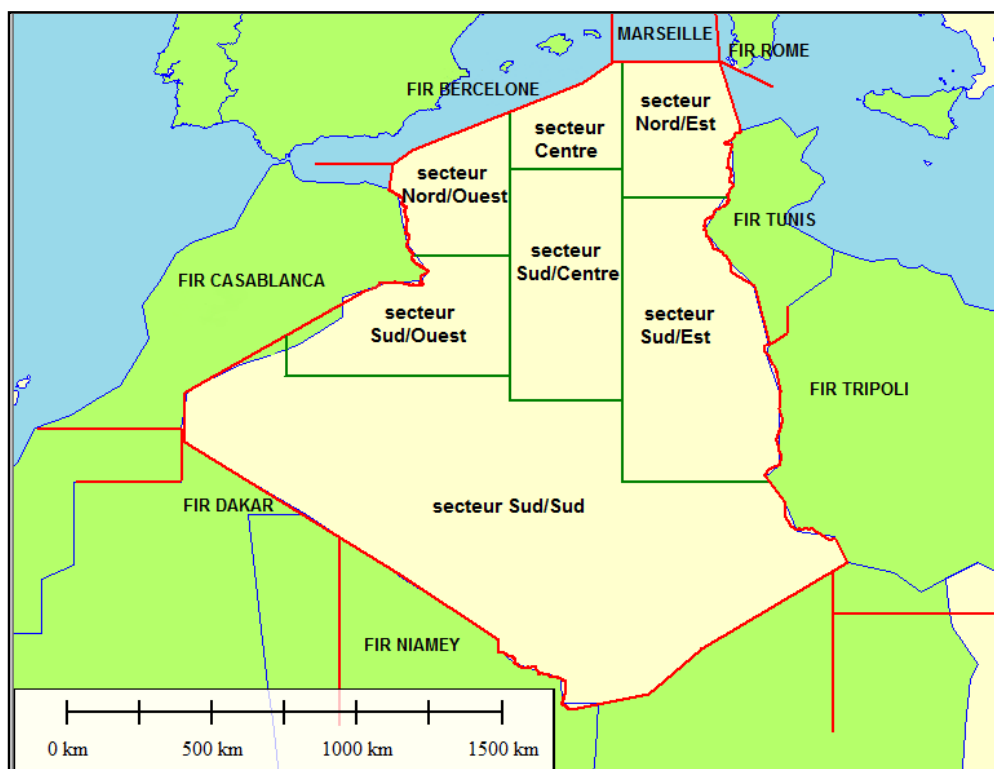 MARSEILLE
FIR ROME
FIR BERCELONE
secteur
Nord/Est
secteur
Centre
secteur
Nord/Ouest
FIR TUNIS
secteur
Sud/Centre
FIR CASABLANCA
secteur
Sud/Ouest
secteur
Sud/Est
FIR TRIPOLI
FIR DAKAR
secteur Sud/Sud
FIR NIAMEY
0 km
500 km
1000 km
1500 km